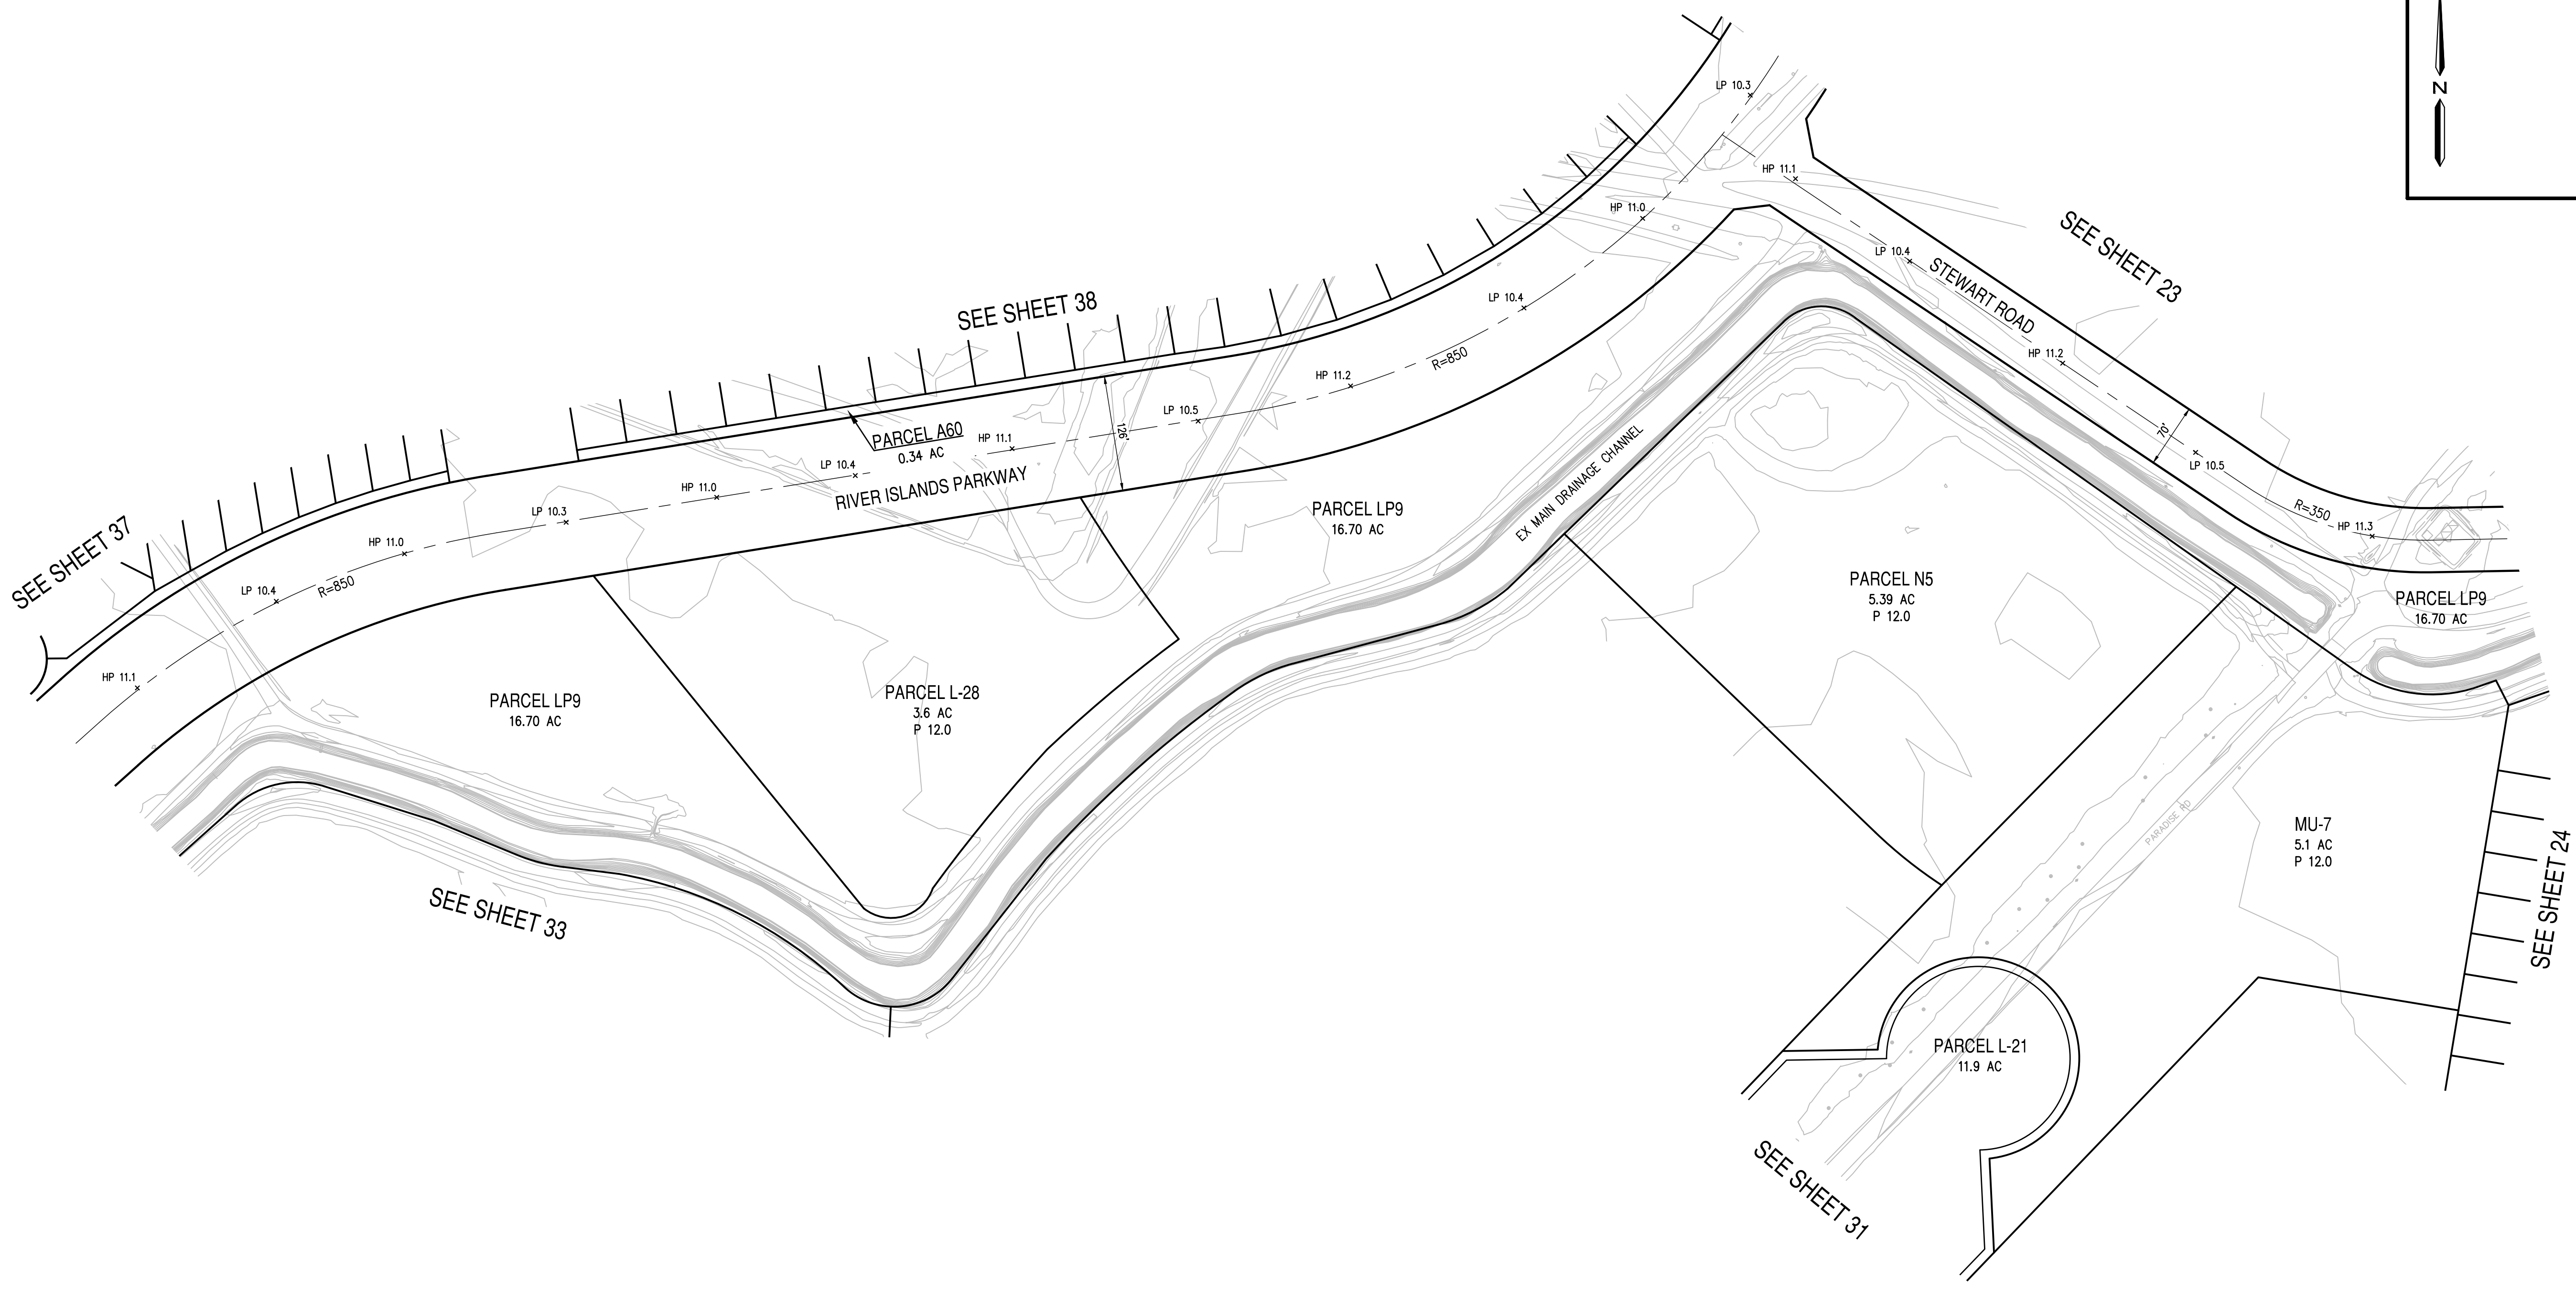 N
LP 10.3
HP 11.1
HP 11.0
SEE SHEET 23
LP 10.4
STEWART ROAD
SEE SHEET 38
LP 10.4
R=850
HP 11.2
HP 11.2
LP 10.5
126'
PARCEL A60
0.34 AC
HP 11.1
LP 10.4
RIVER ISLANDS PARKWAY
HP 11.0
LP 10.3
HP 11.0
70'
LP 10.5
R=350
HP 11.3
EX MAIN DRAINAGE CHANNEL
PARCEL LP9
16.70 AC
SEE SHEET 37
LP 10.4
R=850
HP 11.1
PARCEL N5
5.39 AC
P 12.0
PARCEL LP9
16.70 AC
PARCEL LP9
16.70 AC
PARCEL L-28
3.6 AC
P 12.0
PARADISE RD
MU-7
5.1 AC
P 12.0
SEE SHEET 24
SEE SHEET 33
PARCEL L-21
11.9 AC
SEE SHEET 31